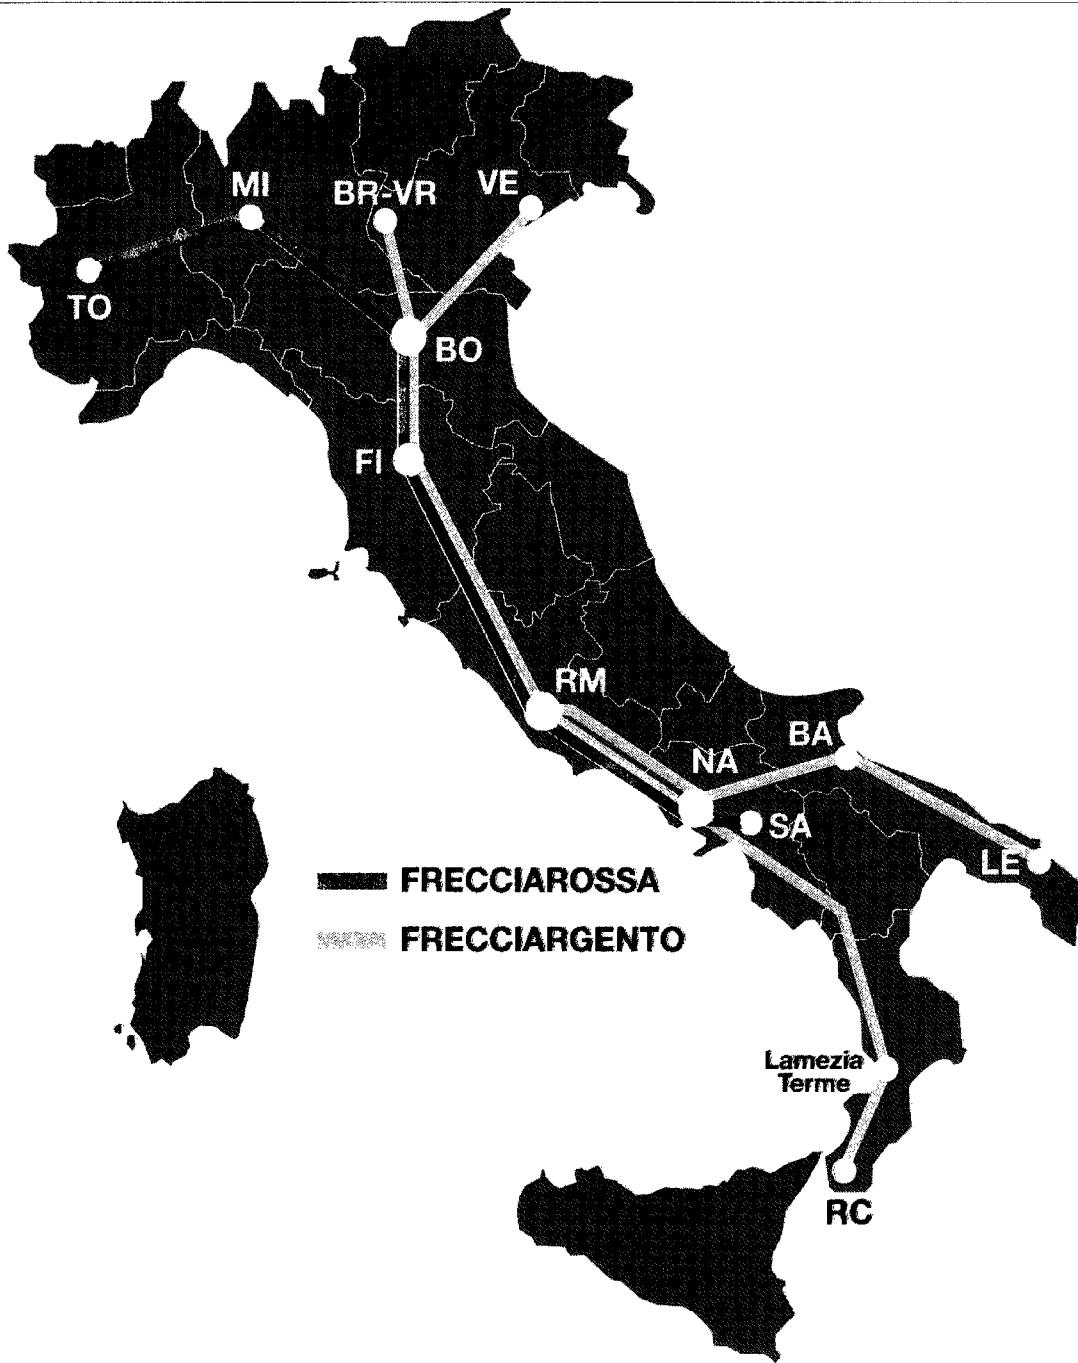 MI
BR-VR
VE
TO
BO
FI
RM
BA
NA
SA
LE
FRECCIAROSSA
FRECCIARGENTO
Lamezia
Terme
RC